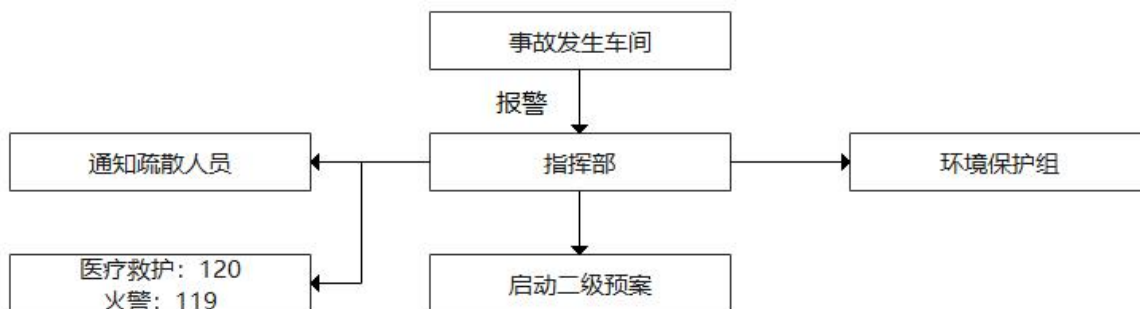 事故发生车间
报警
通知疏散人员
指挥部
环境保护组
医疗救护：120
火警：119
启动二级预案